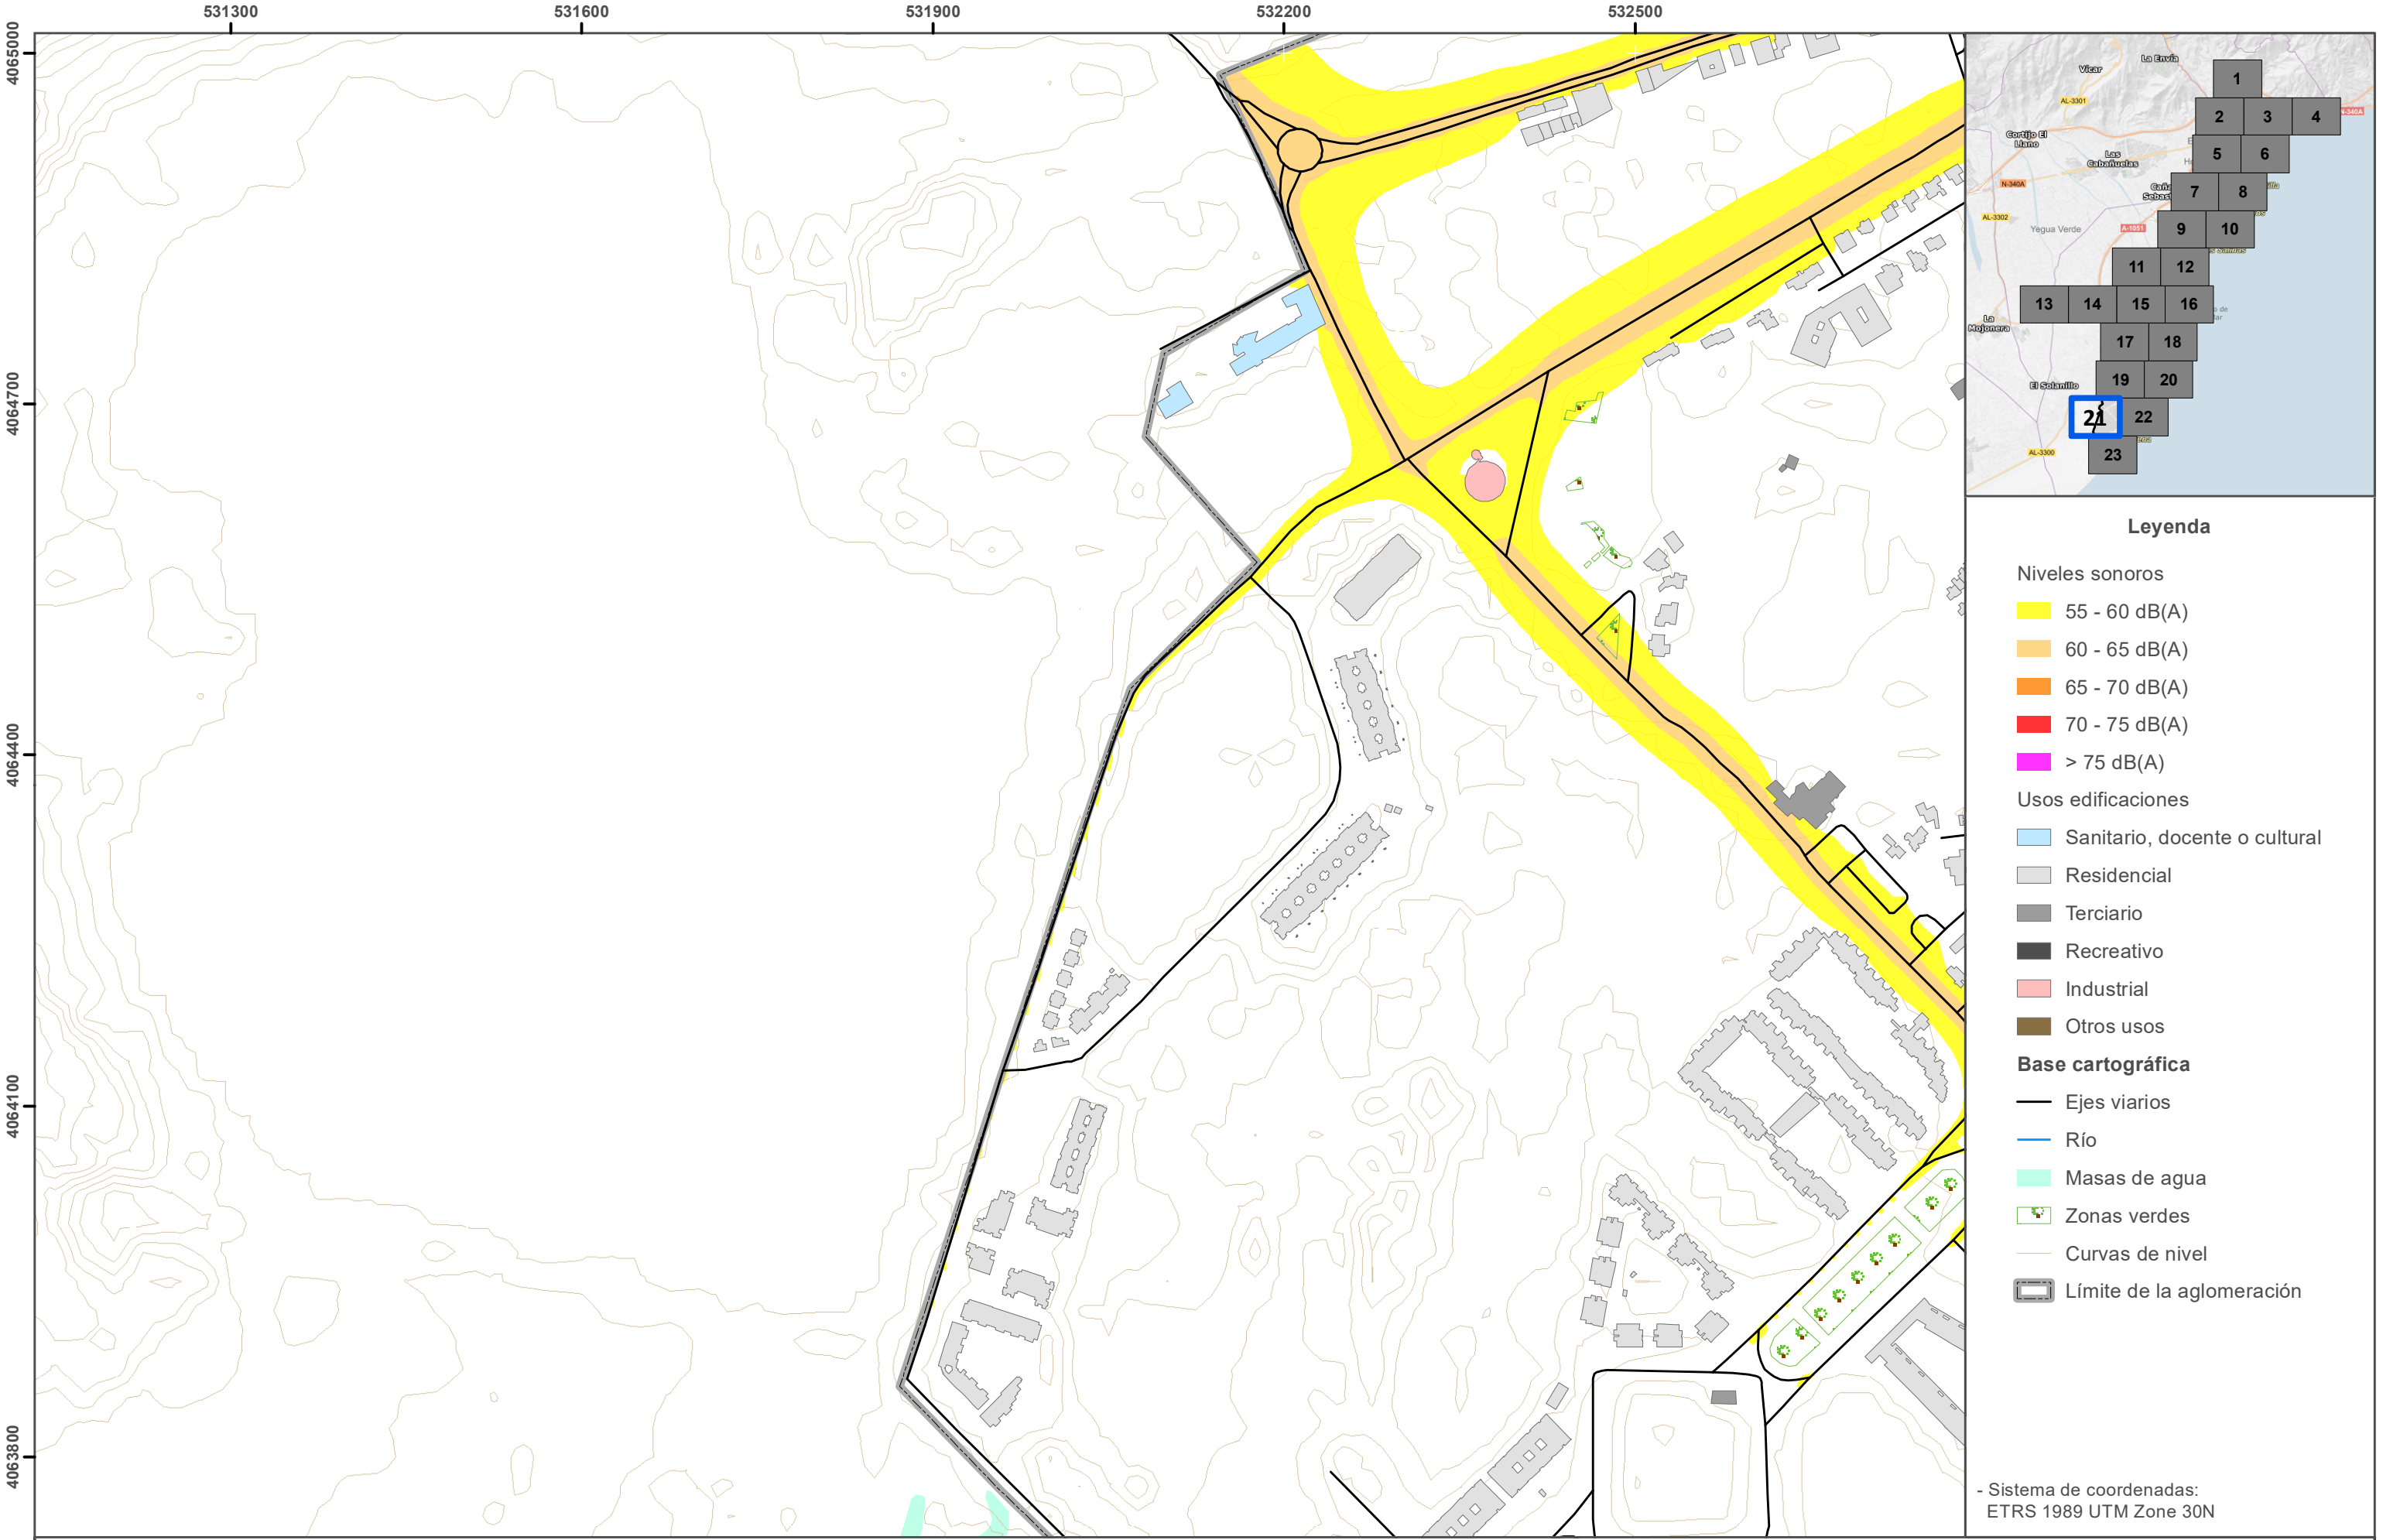 531300
531600
531900
532200
532500
4065000
4064700
4064400
4064100
4063800
La Envía
Vícar
AL-3301
N-340A
Cortijo El
Llano
Las
Cabañuelas
N-340A
AL-3302
Yegua Verde
A-1051
La
Mojonera
El Solanillo
AL-3300
1
2
3
4
5
6
7
8
9
10
11
12
13
14
15
16
17
18
19
20
21
22
23
Leyenda
Niveles sonoros
55 - 60 dB(A)
60 - 65 dB(A)
65 - 70 dB(A)
70 - 75 dB(A)
> 75 dB(A)
Usos edificaciones
Sanitario, docente o cultural
Residencial
Terciario
Recreativo
Industrial
Otros usos
Base cartográfica
Ejes viarios
Río
Masas de agua
Zonas verdes
Curvas de nivel
Límite de la aglomeración
- Sistema de coordenadas:
ETRS 1989 UTM Zone 30N